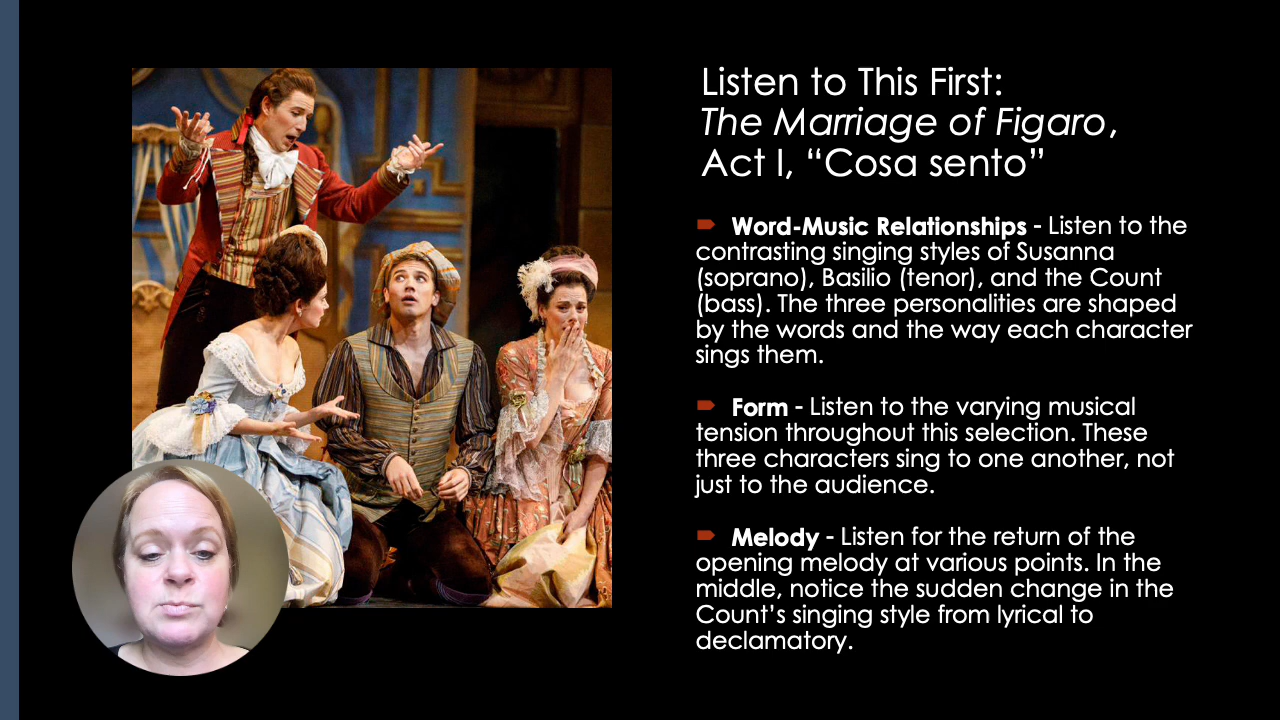 Listen to This First:
The Marriage of Figaro,
Act I, “Cosa sento”
Word-Music Relationships - Listen to the
contrasting singing styles of Susanna
(soprano), Basilio (tenor), and the Count
(bass). The three personalities are shaped
by the words and the way each character
sings them.
Form - Listen to the varying musical
tension throughout this selection. These
three characters sing to one another, not
just to the audience.
Melody - Listen for the return of the
opening melody at various points. In the
middle, notice the sudden change in the
Count’s singing style from lyrical to
declamatory.